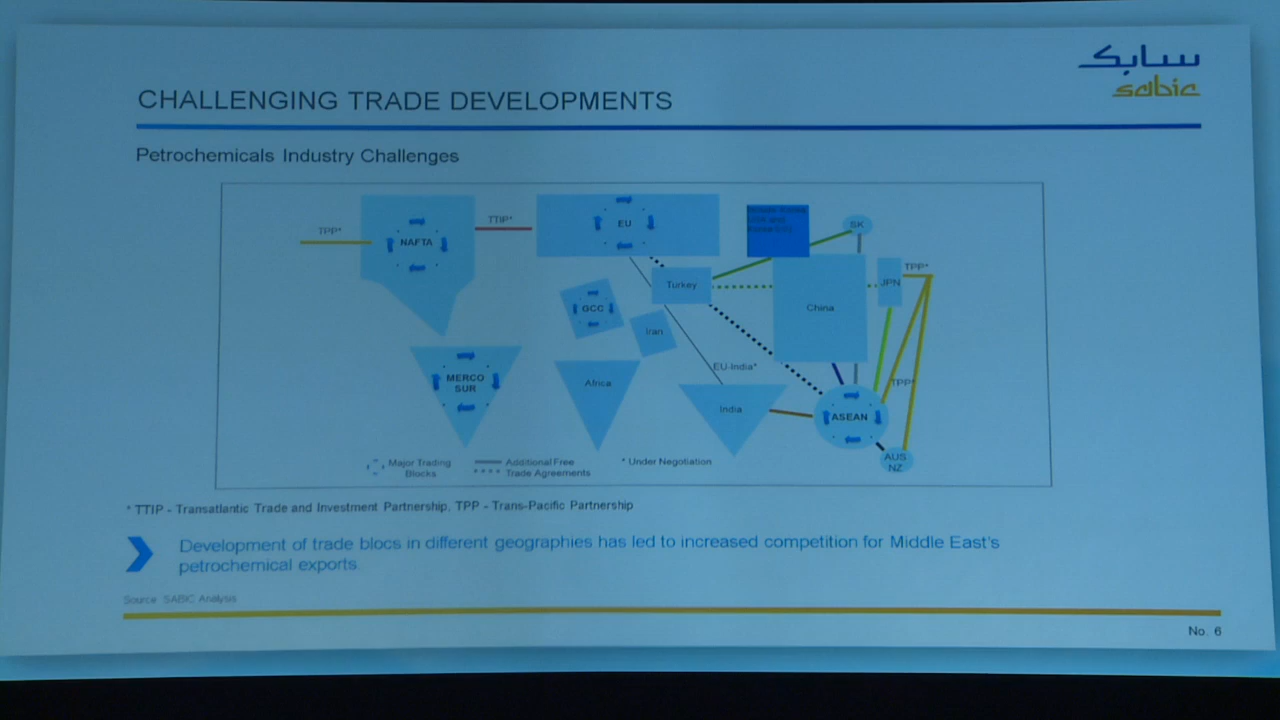 سابك
sabic
CHALLENGING TRADE DEVELOPMENTS
Petrochemicals Industry Challenges
TPP*
NAFTA
TTIP*
EU
SK
Turkey
China
JPN
TPP*
GCC
Iran
MERCO
SUR
Africa
EU-India*
India
TPP*
ASEAN
AUS
NZ
Major Trading
Blocks
Additional Free
Trade Agreements
* Under Negotiation
* TTIP - Transatlantic Trade and Investment Partnership, TPP - Trans-Pacific Partnership
Development of trade blocs in different geographies has led to increased competition for Middle East's
petrochemical exports.
Source: SABIC Analysis
No. 6